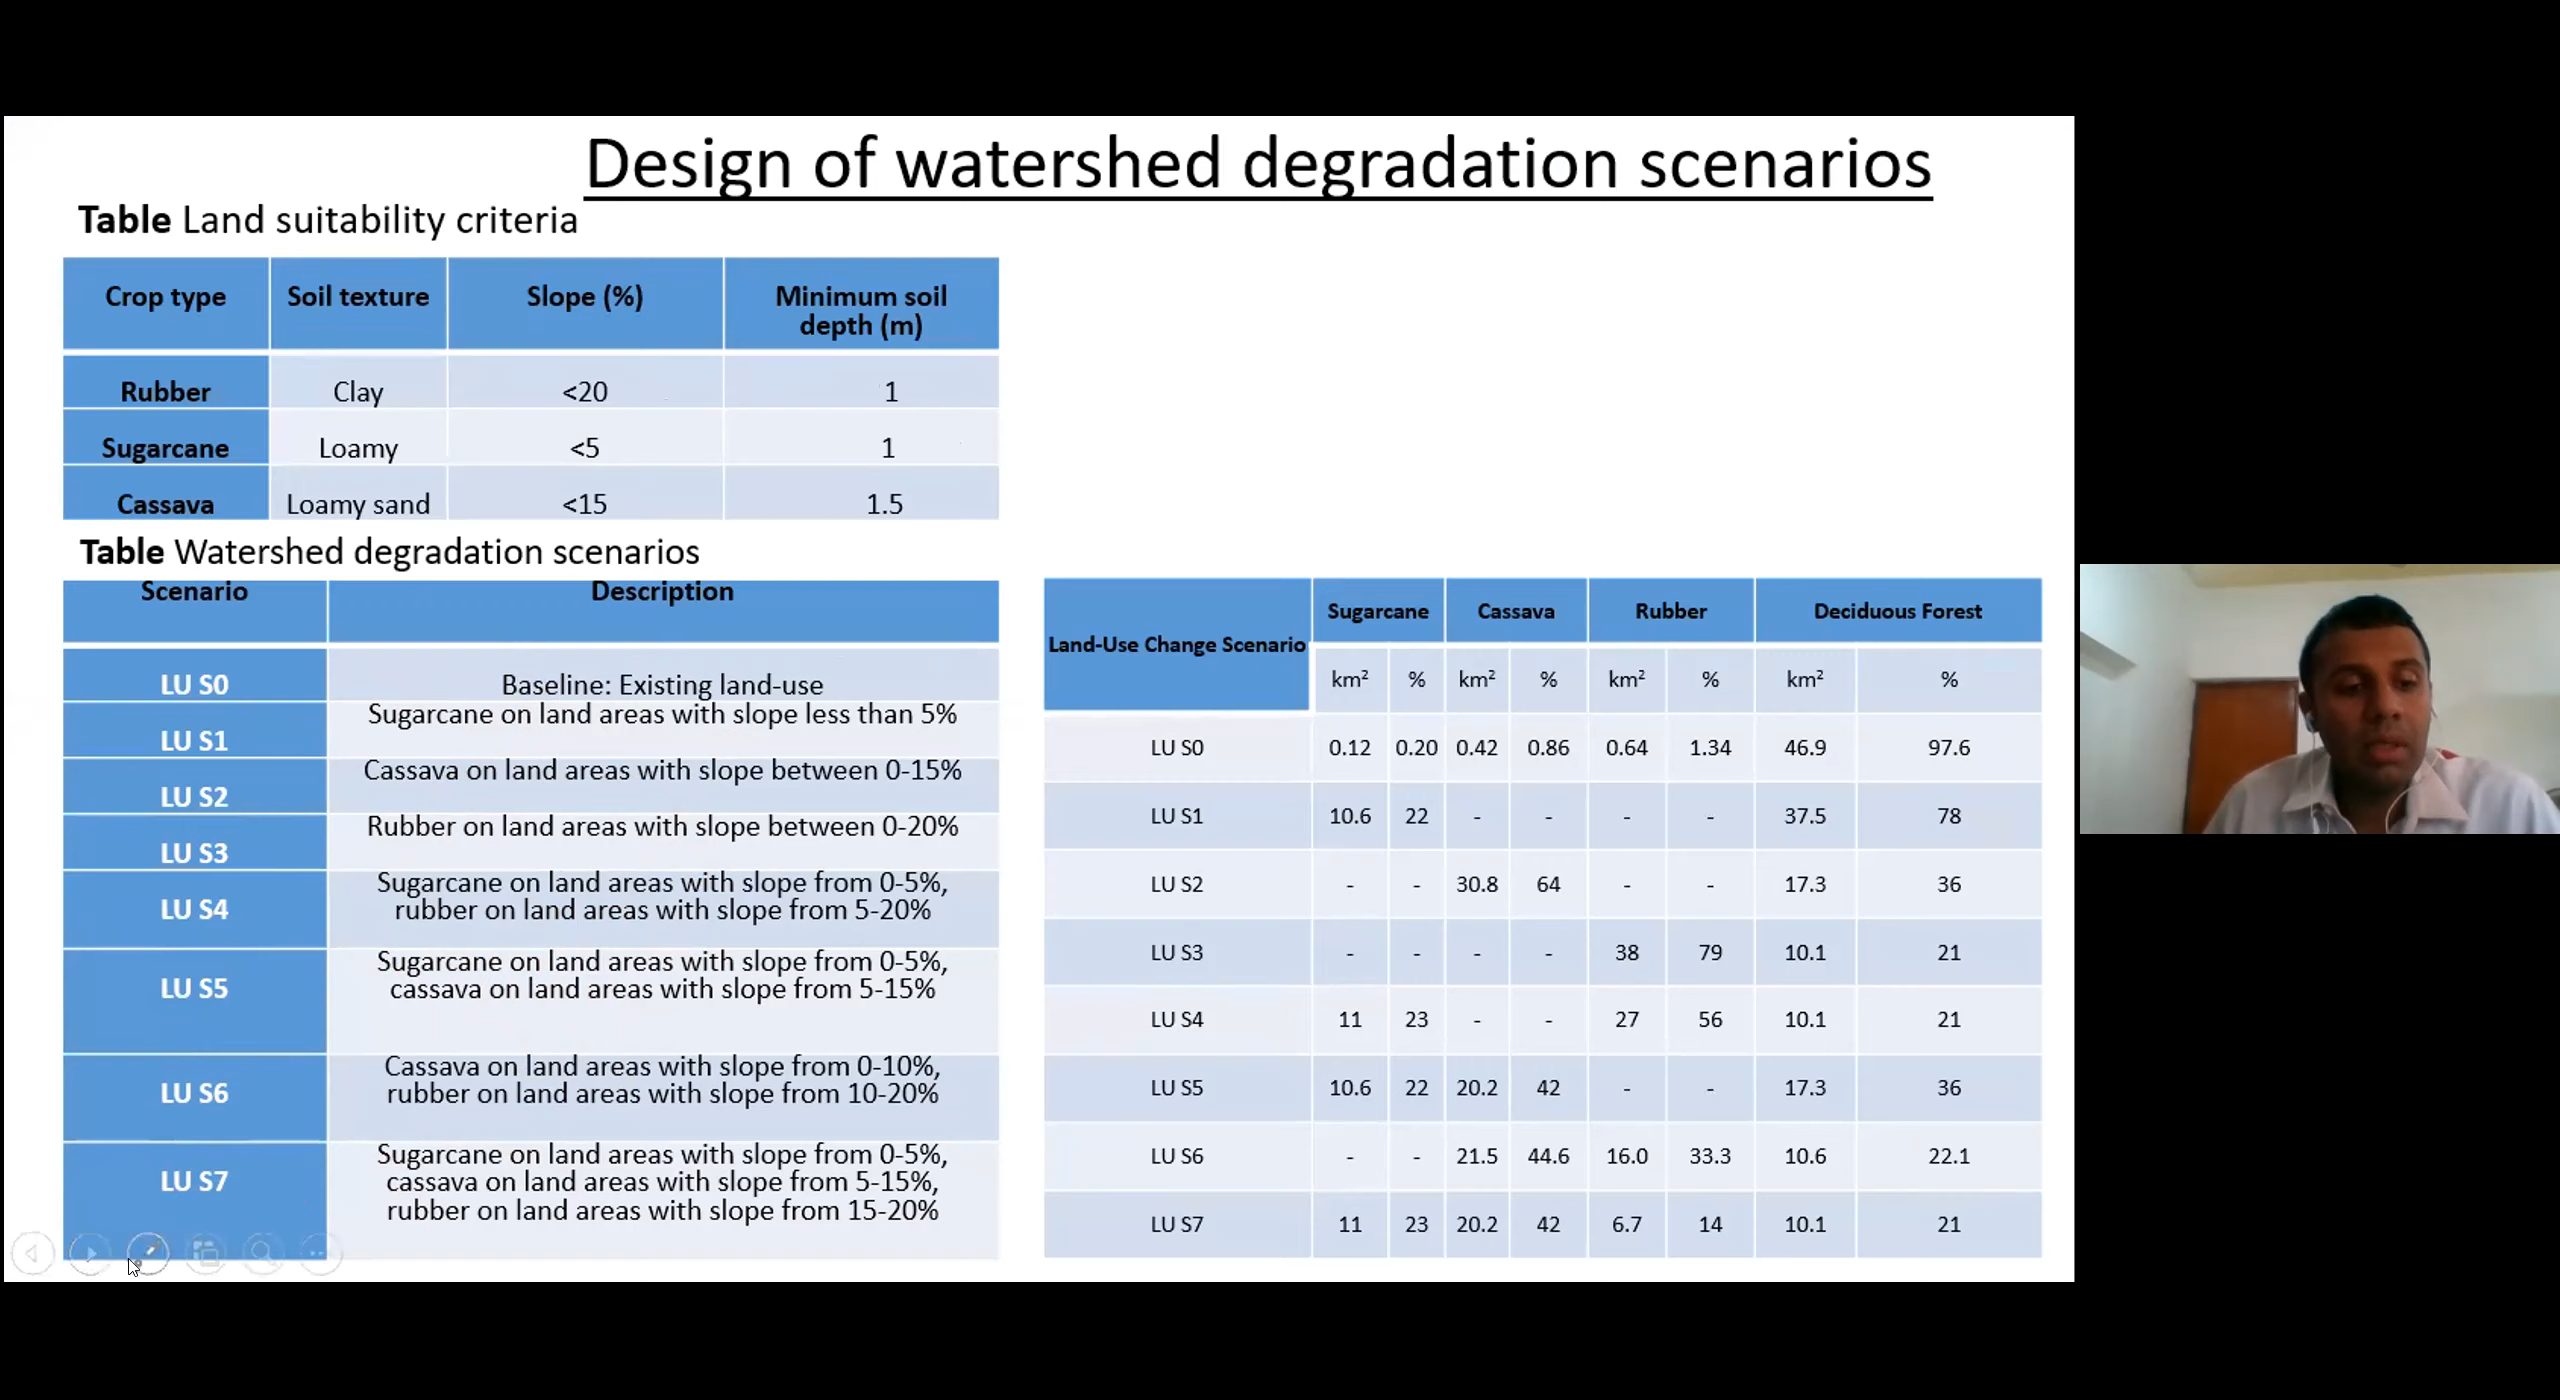 Design of watershed degradation scenarios
Table Land suitability criteria
Crop type Soil texture Slope (%) Minimum soil depth (m)
Rubber Clay <20 1
Sugarcane Loamy <5 1
Cassava Loamy sand <15 1.5
Table Watershed degradation scenarios
Scenario Description
LU S0 Baseline: Existing land-use
LU S1 Sugarcane on land areas with slope less than 5%
LU S2 Cassava on land areas with slope between 0-15%
LU S3 Rubber on land areas with slope between 0-20%
LU S4 Sugarcane on land areas with slope from 0-5%,
rubber on land areas with slope from 5-20%
LU S5 Sugarcane on land areas with slope from 0-5%,
cassava on land areas with slope from 5-15%
LU S6 Cassava on land areas with slope from 0-10%,
rubber on land areas with slope from 10-20%
LU S7 Sugarcane on land areas with slope from 0-5%,
cassava on land areas with slope from 5-15%,
rubber on land areas with slope from 15-20%
Land-Use Change Scenario Sugarcane Cassava Rubber Deciduous Forest
km² % km² % km² % km² %
LU S0 0.12 0.20 0.42 0.86 0.64 1.34 46.9 97.6
LU S1 10.6 22 - - - - 37.5 78
LU S2 - - 30.8 64 - - 17.3 36
LU S3 - - - - 38 79 10.1 21
LU S4 11 23 - - 27 56 10.1 21
LU S5 10.6 22 20.2 42 - - 17.3 36
LU S6 - - 21.5 44.6 16.0 33.3 10.6 22.1
LU S7 11 23 20.2 42 6.7 14 10.1 21